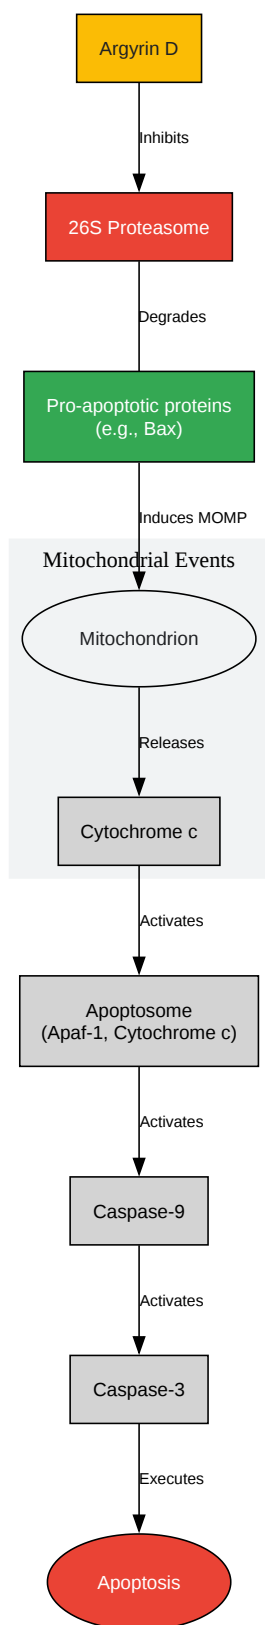 Argyrin D
Inhibits
26S Proteasome
Degrades
Pro-apoptotic proteins
(e.g., Bax)
Induces MOMP
Mitochondrial Events
Mitochondrion
Releases
Cytochrome c
Activates
Apoptosome
(Apaf-1, Cytochrome c)
Activates
Caspase-9
Activates
Caspase-3
Executes
Apoptosis